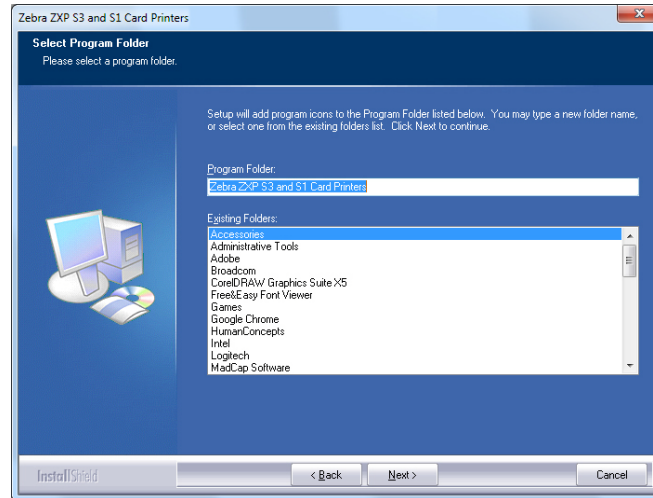 Zebra ZXP S3 and S1 Card Printers
Select Program Folder
Please select a program folder.
Setup will add program icons to the Program Folder listed below. You may type a new folder name,
or select one from the existing folders list. Click Next to continue.
Program Folder:
Zebra ZXP S3 and S1 Card Printers
Existing Folders:
Accessories
Administrative Tools
Adobe
Broadcom
CorelDRAW Graphics Suite X5
Free&Easy Font Viewer
Games
Google Chrome
HumanConcepts
Intel
Logitech
MadCap Software
InstallShield
< Back
Next >
Cancel